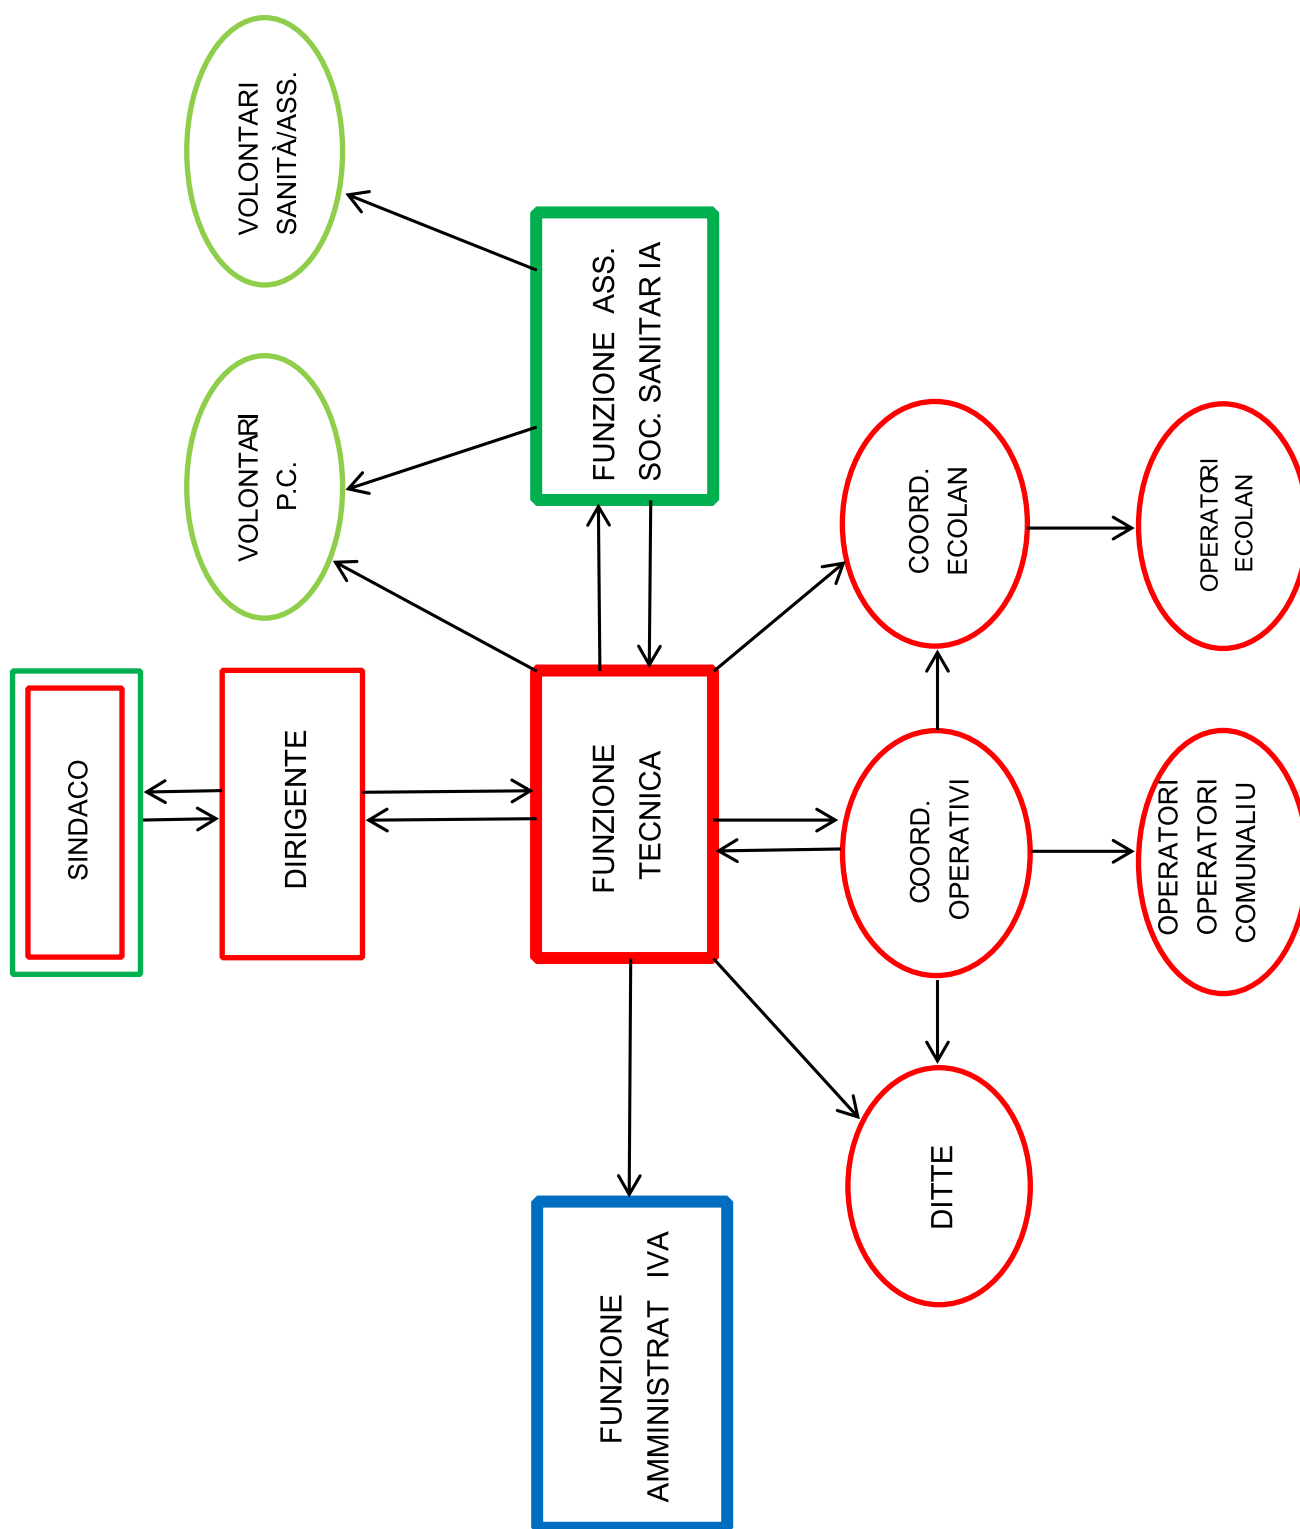 SINDACO
DIRIGENTE
VOLONTARI
P.C.
VOLONTARI
SANITÀ/ASS.
FUNZIONE
AMMINISTRAT IVA
FUNZIONE
TECNICA
FUNZIONE ASS.
SOC. SANITAR IA
DITTE
COORD.
OPERATIVI
COORD.
ECOLAN
OPERATORI
OPERATORI
COMUNALIU
OPERATORI
ECOLAN